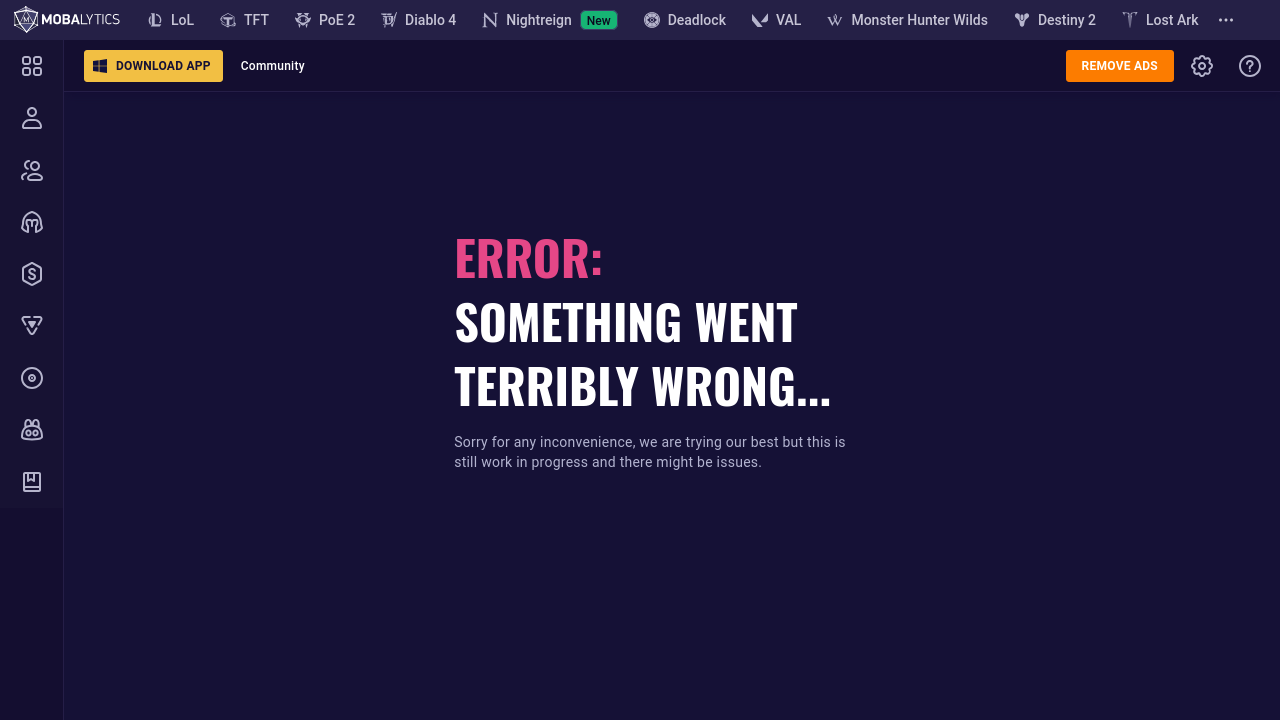 MOBALYTICS
LoL
TFT
PoE 2
Diablo 4
Nightreign New
Deadlock
VAL
Monster Hunter Wilds
Destiny 2
Lost Ark
DOWNLOAD APP
Community
REMOVE ADS
ERROR:
SOMETHING WENT
TERRIBLY WRONG...
Sorry for any inconvenience, we are trying our best but this is
still work in progress and there might be issues.